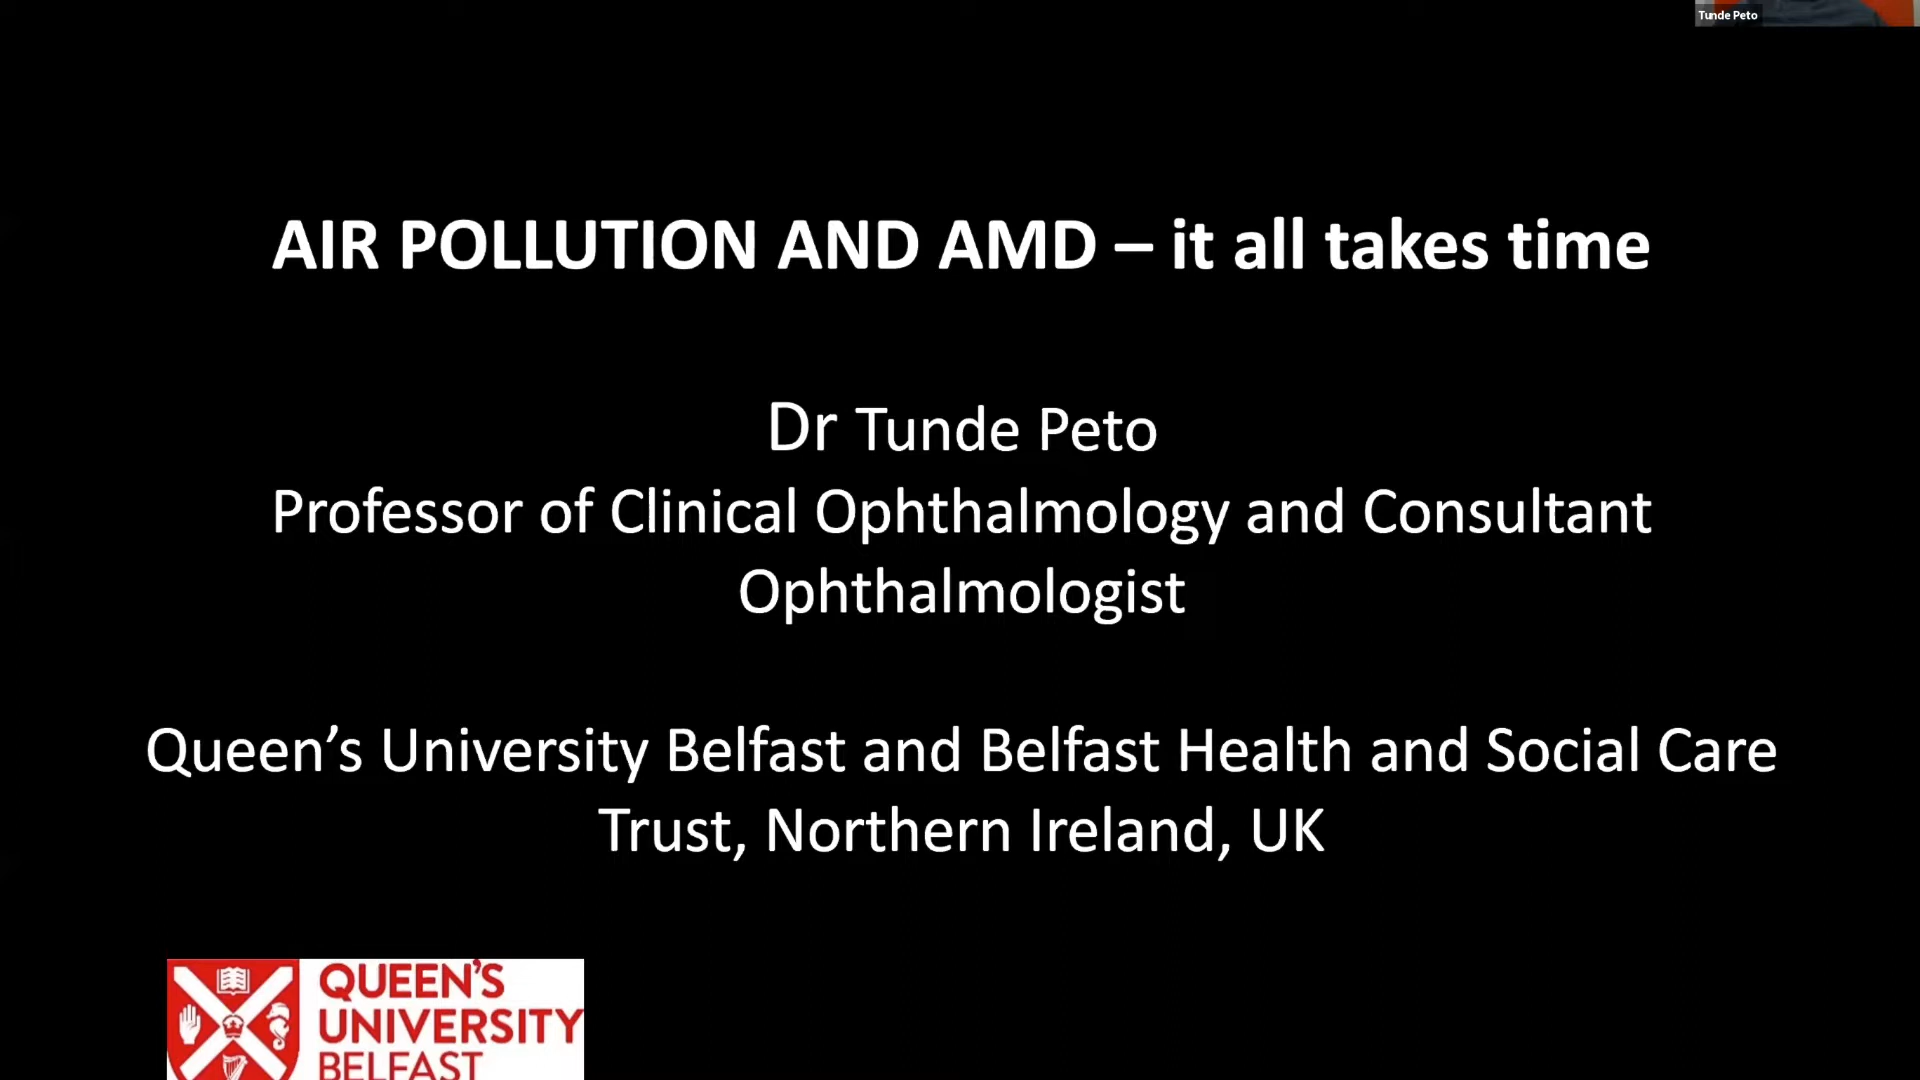 Tunde Peto
AIR POLLUTION AND AMD – it all takes time
Dr Tunde Peto
Professor of Clinical Ophthalmology and Consultant
Ophthalmologist
Queen’s University Belfast and Belfast Health and Social Care
Trust, Northern Ireland, UK
QUEEN'S
UNIVERSITY
BELFAST